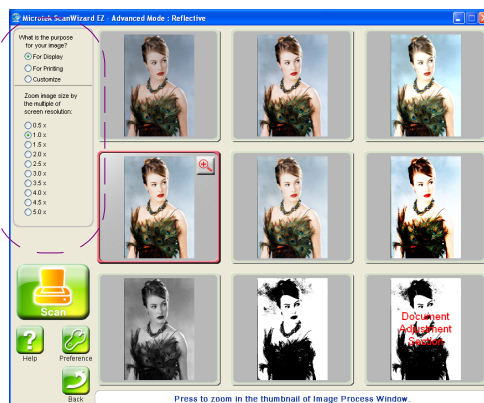 Microtek ScanWizard EZ - Advanced Mode : Reflective
What is the purpose
for your image?
For Display
For Printing
Customize
Zoom image size by
the multiple of
screen resolution:
0.5 x
1.0 x
1.5 x
2.0 x
2.5 x
3.0 x
3.5 x
4.0 x
4.5 x
5.0 x
Scan
Help
Preference
Back
Document
Adjustment
Section
Press to zoom in the thumbnail of Image Process Window.